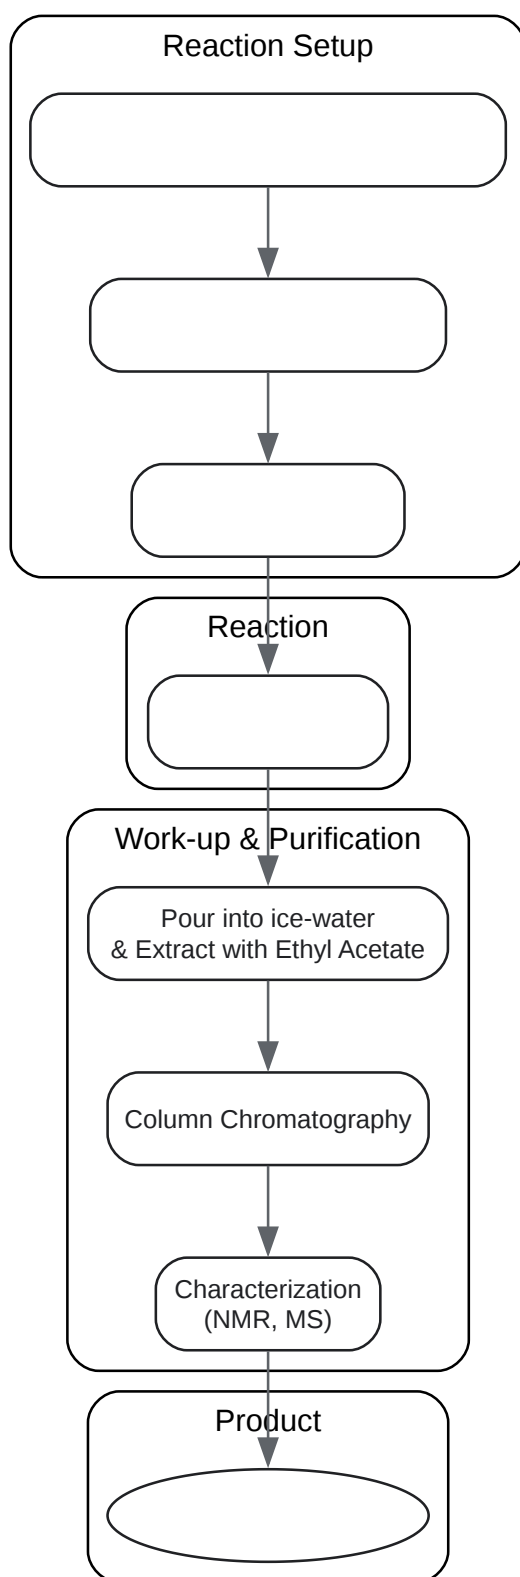 Reaction Setup
Reaction
Work-up & Purification
Pour into ice-water
& Extract with Ethyl Acetate
Column Chromatography
Characterization
(NMR, MS)
Product